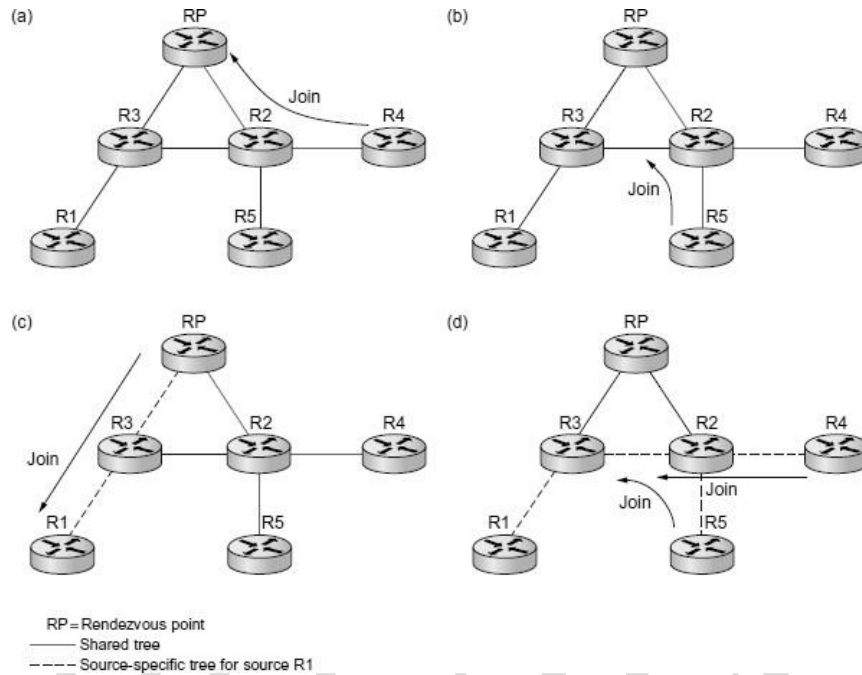 (a)
RP
Join
R3
R2
R4
R1
R5
(b)
RP
R3
R2
R4
Join
R1
R5
(c)
RP
R3
R2
R4
Join
R1
R5
(d)
RP
R3
R2
R4
Join
Join
R1
R5
RP = Rendezvous point
Shared tree
Source-specific tree for source R1